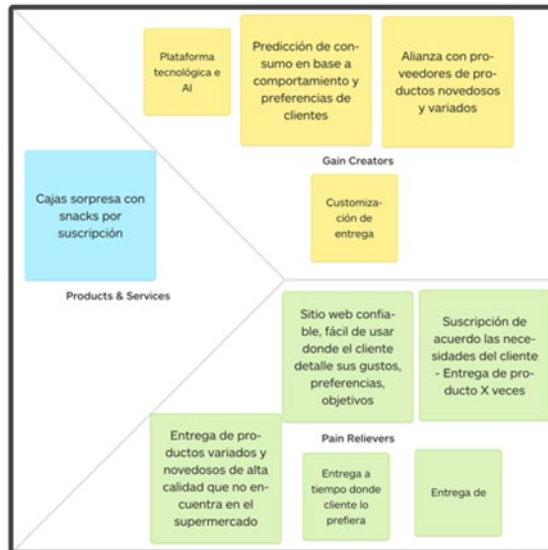 Plataforma
tecnológica e
AI
Predicción de con-
sumo en base a
comportamiento y
preferencias de
clientes
Alianza con pro-
veedores de pro-
ductos novedosos
y variados
Gain Creators
Customiza-
ción de
entrega
Cajas sorpresa con
snacks por
suscripción
Products & Services
Sitio web confia-
ble, fácil de usar
donde el cliente
detalle sus gustos,
preferencias,
objetivos
Suscripción de
acuerdo las nece-
sidades del cliente
- Entrega de pro-
ducto X veces
Pain Relievers
Entrega de pro-
ductos variados y
novedosos de alta
calidad que no en-
cuentra en el
supermercado
Entrega a
tiempo donde
cliente lo
prefiera
Entrega de